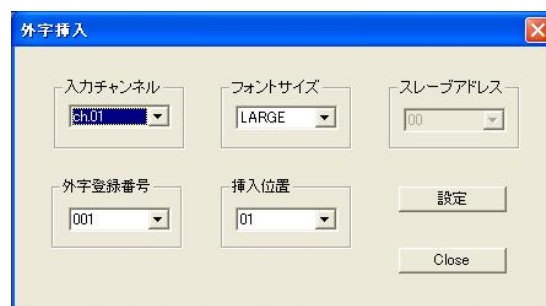 外字挿入
入力チャンネル
フォントサイズ
スレーブアドレス
ch.01
LARGE
00
外字登録番号
挿入位置
001
01
設定
Close